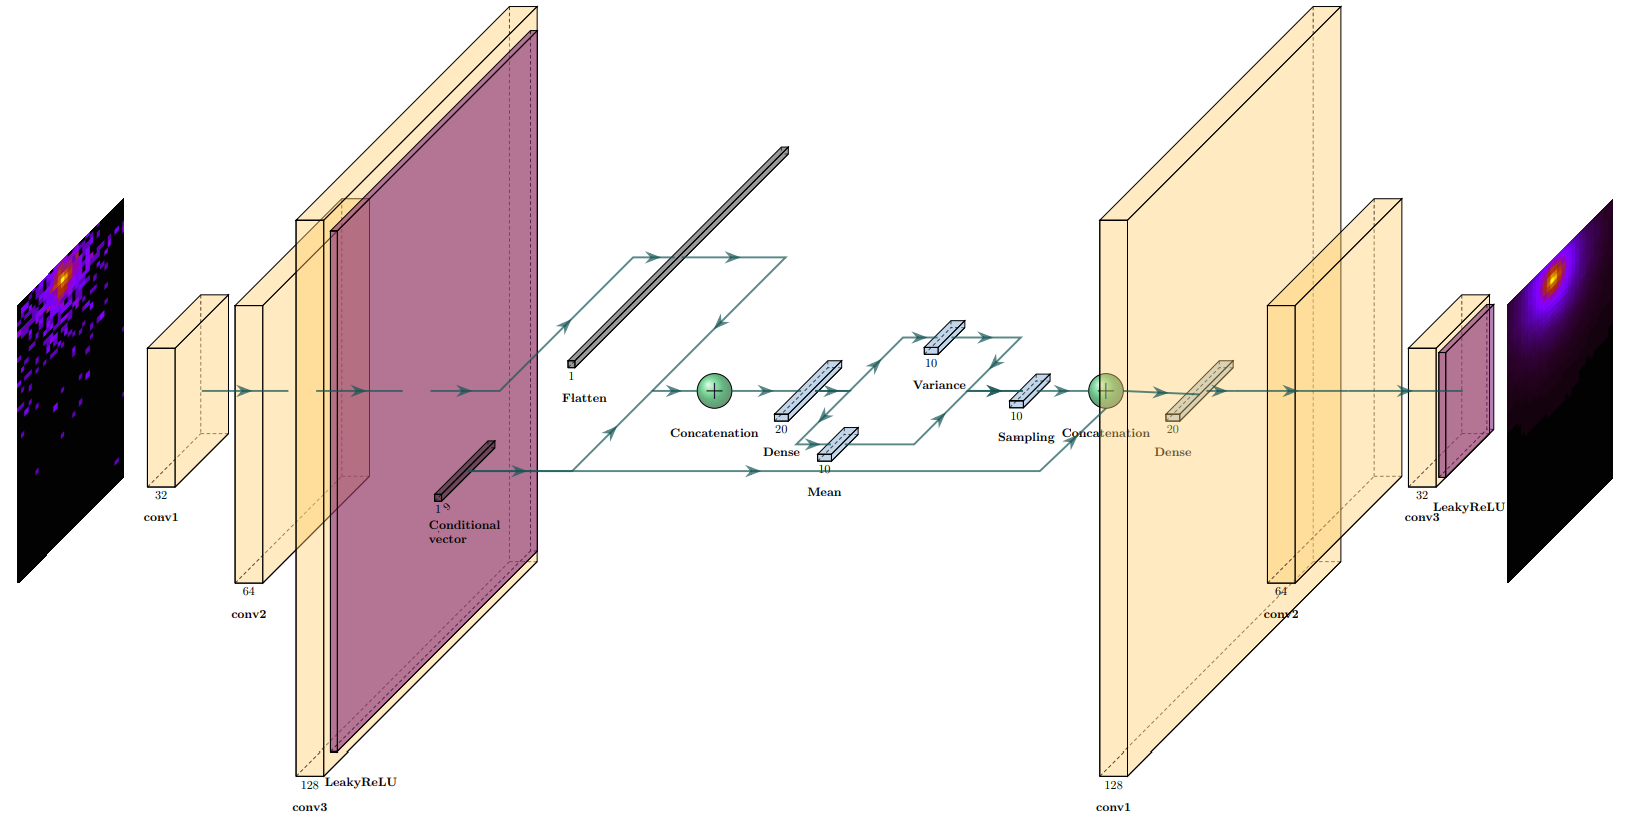 32
conv1
64
conv2
128
LeakyReLU
conv3
1
9
Conditional
vector
1
Flatten
Concatenation
20
Dense
10
Variance
10
Mean
10
Sampling
Concatenation
20
Dense
128
conv1
64
conv2
32
LeakyReLU
conv3